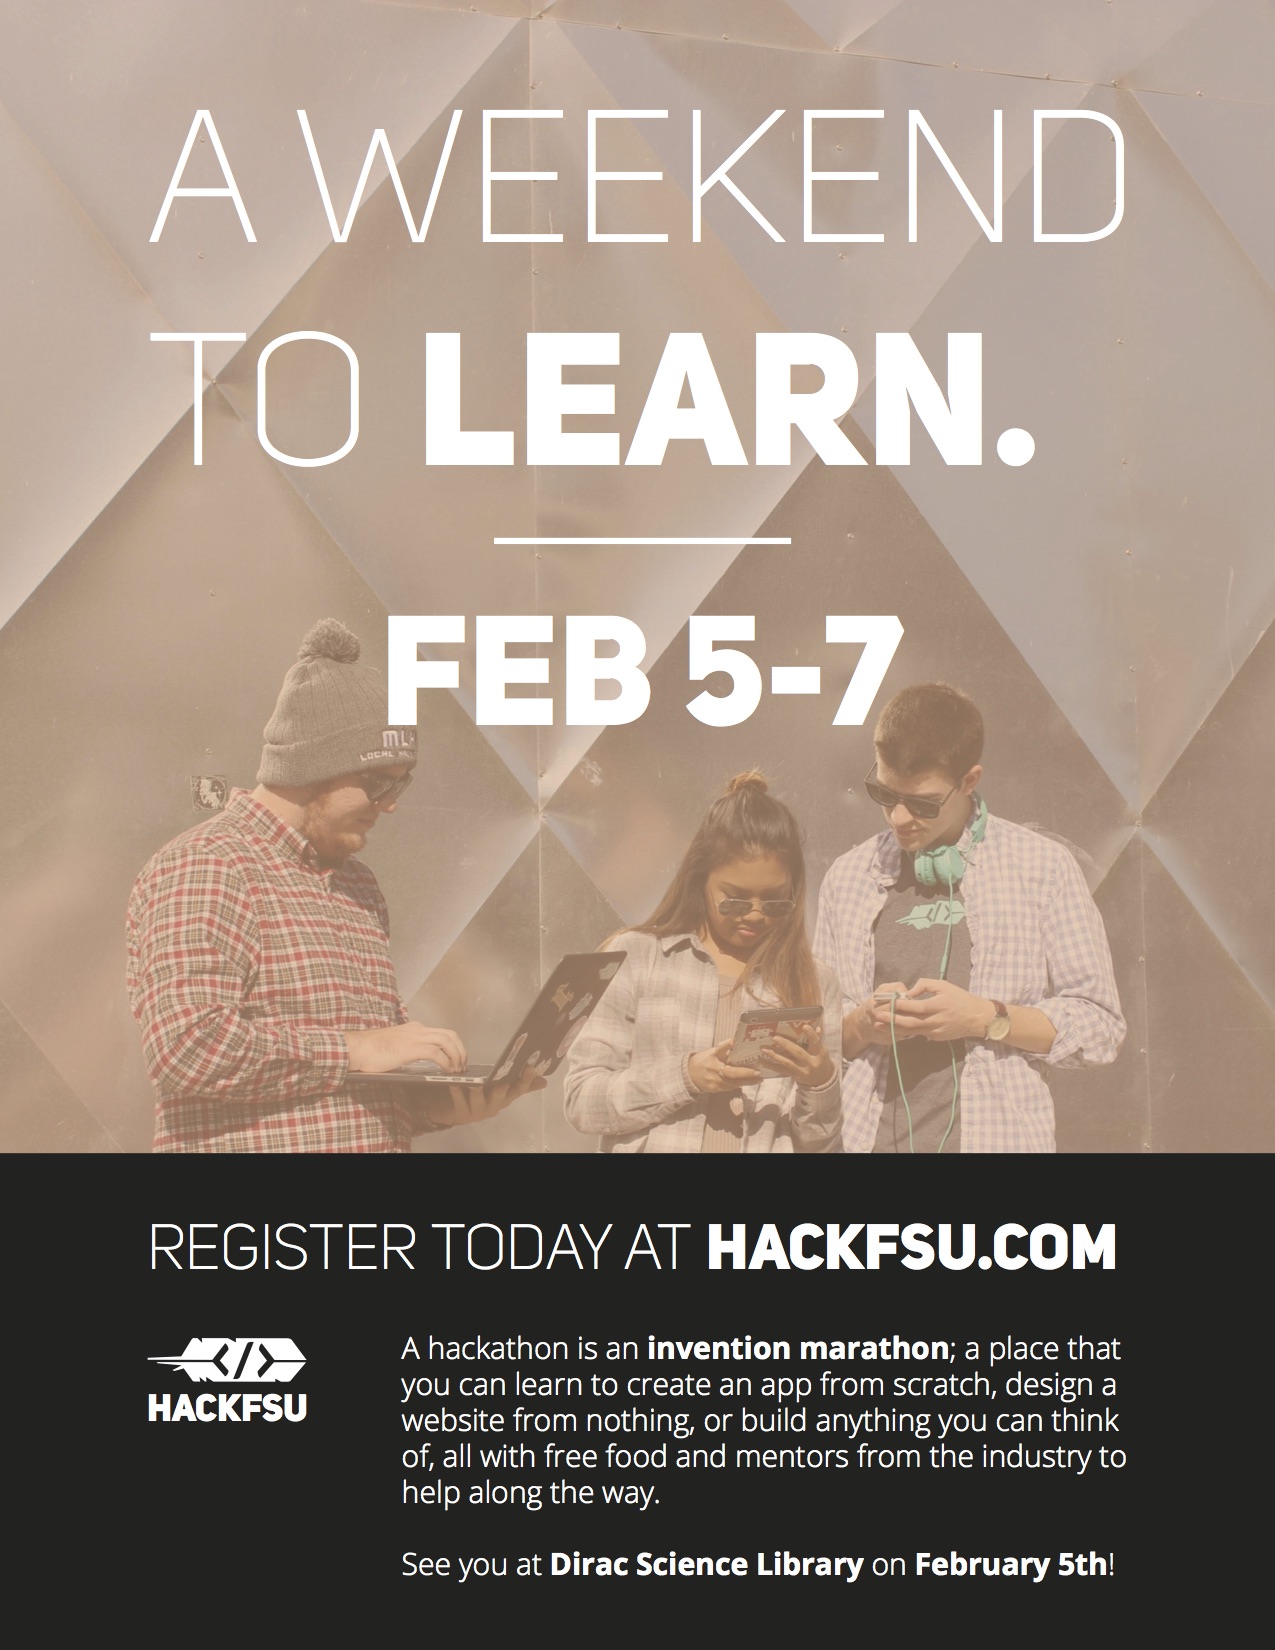 A WEEKEND
TO LEARN.
FEB 5-7
REGISTER TODAY AT HACKFSU.COM
HACKFSU
A hackathon is an invention marathon; a place that
you can learn to create an app from scratch, design a
website from nothing, or build anything you can think
of, all with free food and mentors from the industry to
help along the way.
See you at Dirac Science Library on February 5th!